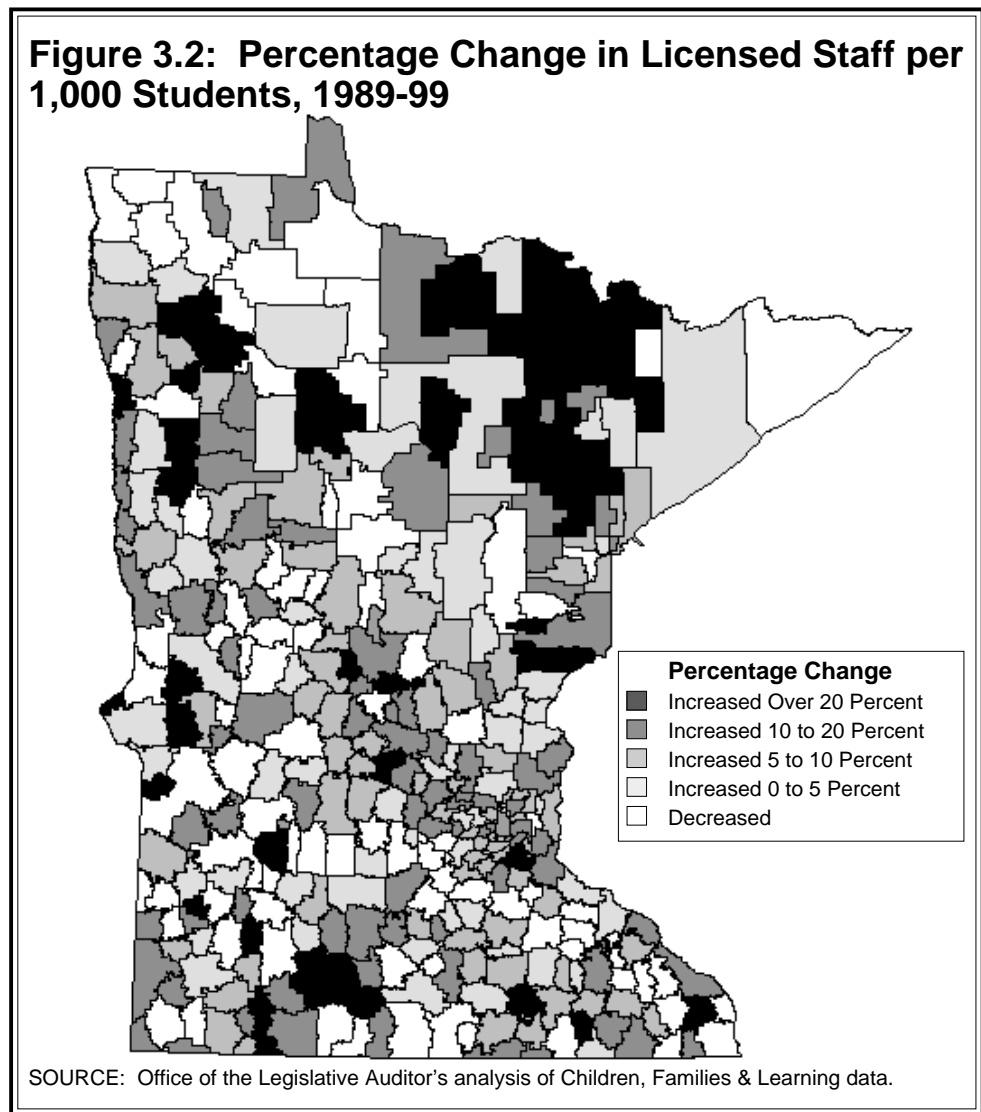 Figure 3.2: Percentage Change in Licensed Staff per
1,000 Students, 1989-99
Percentage Change
Increased Over 20 Percent
Increased 10 to 20 Percent
Increased 5 to 10 Percent
Increased 0 to 5 Percent
Decreased
SOURCE: Office of the Legislative Auditor's analysis of Children, Families & Learning data.